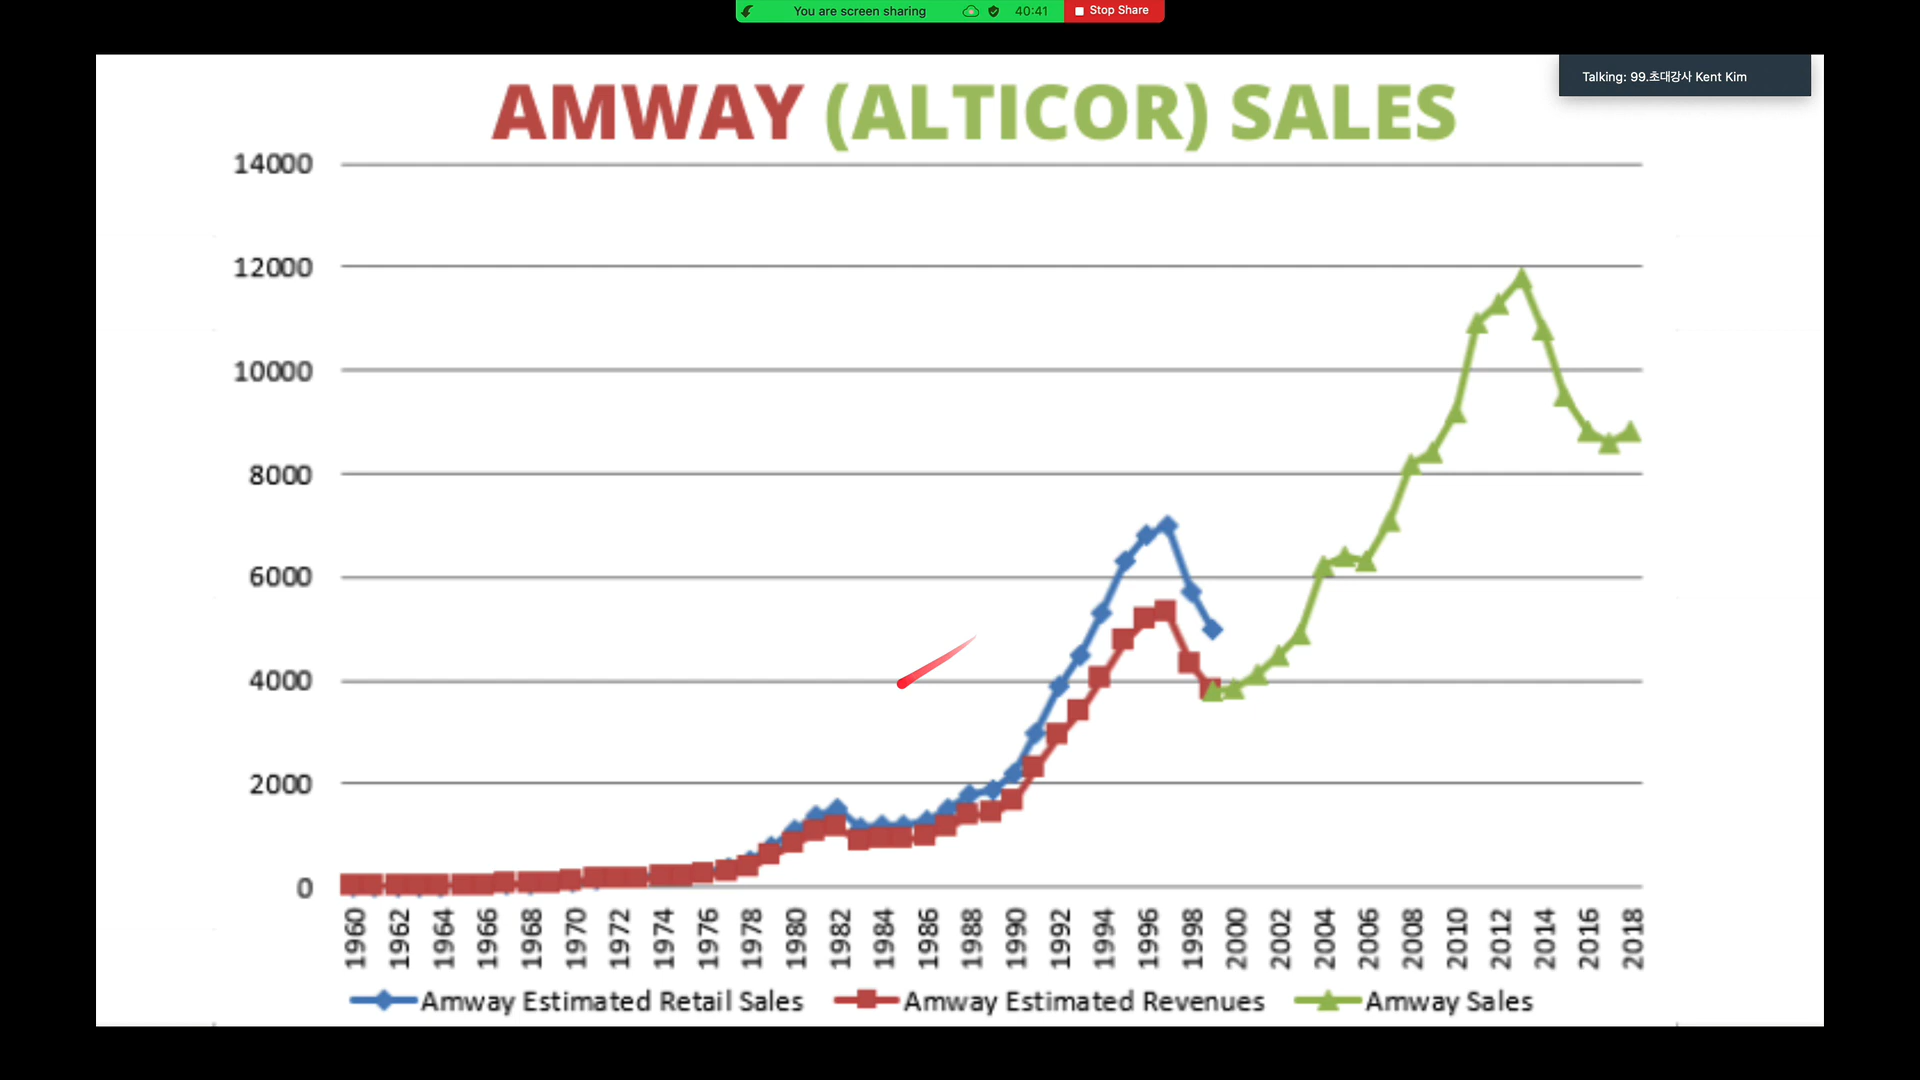 You are screen sharing 40:41 Stop Share
Talking: 99.초대강사 Kent Kim
AMWAY (ALTICOR) SALES
14000
12000
10000
8000
6000
4000
2000
0
1960 1962 1964 1966 1968 1970 1972 1974 1976 1978 1980 1982 1984 1986 1988 1990 1992 1994 1996 1998 2000 2002 2004 2006 2008 2010 2012 2014 2016 2018
Amway Estimated Retail Sales Amway Estimated Revenues Amway Sales